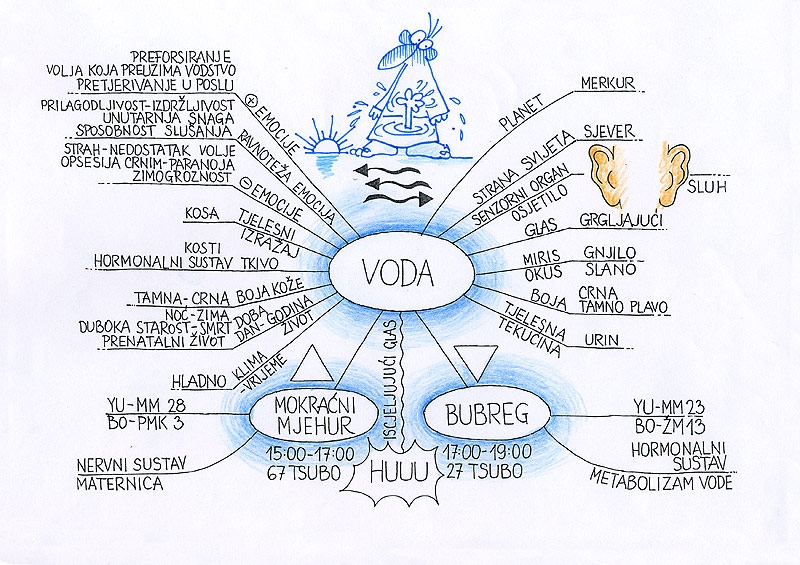 PREFORSIRANJE
VOLJA KOJA PREUZIMA VODSTVO
PRETJERIVANJE U POSLU
PRILAGODLJIVOST-IZDRŽLJIVOST
UNUTARNJA SNAGA
SPOSOBNOST SLUŠANJA
⊕ EMOCIJE
RAVNOTEŽA EMOCIJA
STRAH-NEDOSTATAK VOLJE
OPSESIJA CRNIM-PARANOJA
ZIMOGROZNOST
⊖ EMOCIJE
KOSA
TJELESNI
IZRAŽAJ
KOSTI
HORMONALNI SUSTAV TKIVO
TAMNA-CRNA BOJA KOŽE
NOĆ-ZIMA
DUBOKA STAROST-SMRT
PRENATALNI ŽIVOT
DOBA
DAN-GODINA
ŽIVOT
HLADNO
KLIMA
-VRIJEME
PLANET
MERKUR
STRANA SVIJETA
SJEVER
SENZORNI ORGAN
OSJETILO
SLUH
GLAS
GRGLJAJUĆI
MIRIS
OKUS
GNJILO
SLANO
BOJA
CRNA
TAMNO PLAVO
TJELESNA
TEKUĆINA
URIN
VODA
ISCJELJUJUĆI GLAS
HUUU
MOKRAĆNI
MJEHUR
15:00-17:00
67 TSUBO
YU-MM 28
BO-PMK 3
NERVNI SUSTAV
MATERNICA
BUBREG
17:00-19:00
27 TSUBO
YU-MM 23
BO-ŽM 13
HORMONALNI
SUSTAV
METABOLIZAM VODE